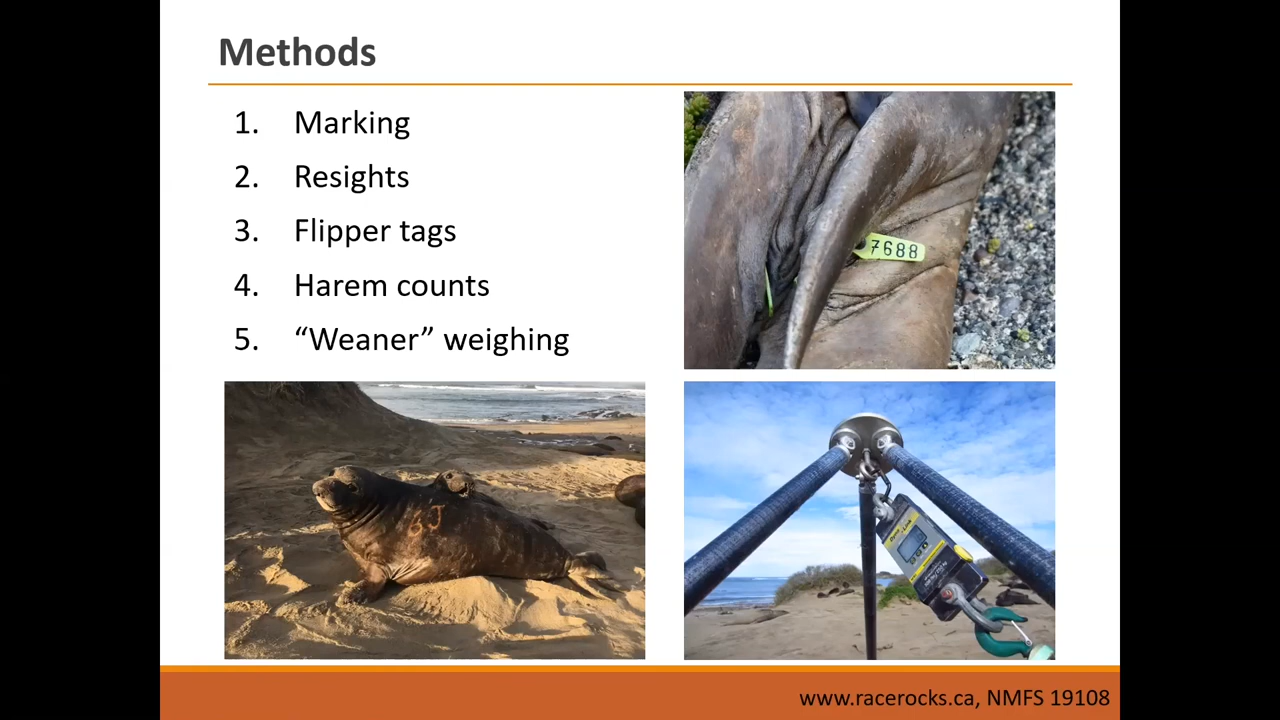 Methods
1. Marking
2. Resights
3. Flipper tags
4. Harem counts
5. “Weaner” weighing
7688
www.racerocks.ca, NMFS 19108